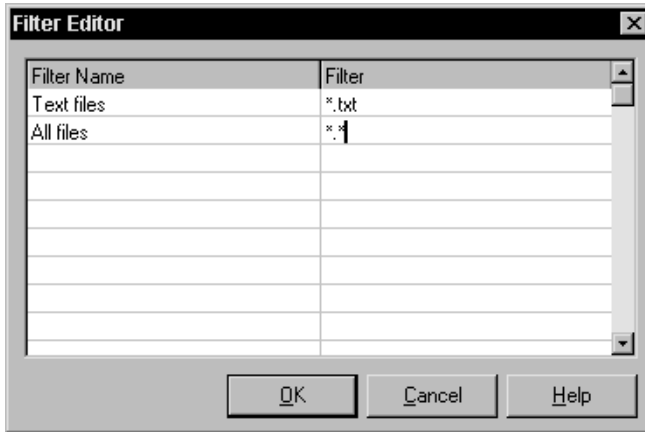 Filter Editor
Filter Name Filter
Text files *.txt
All files *.*
OK Cancel Help